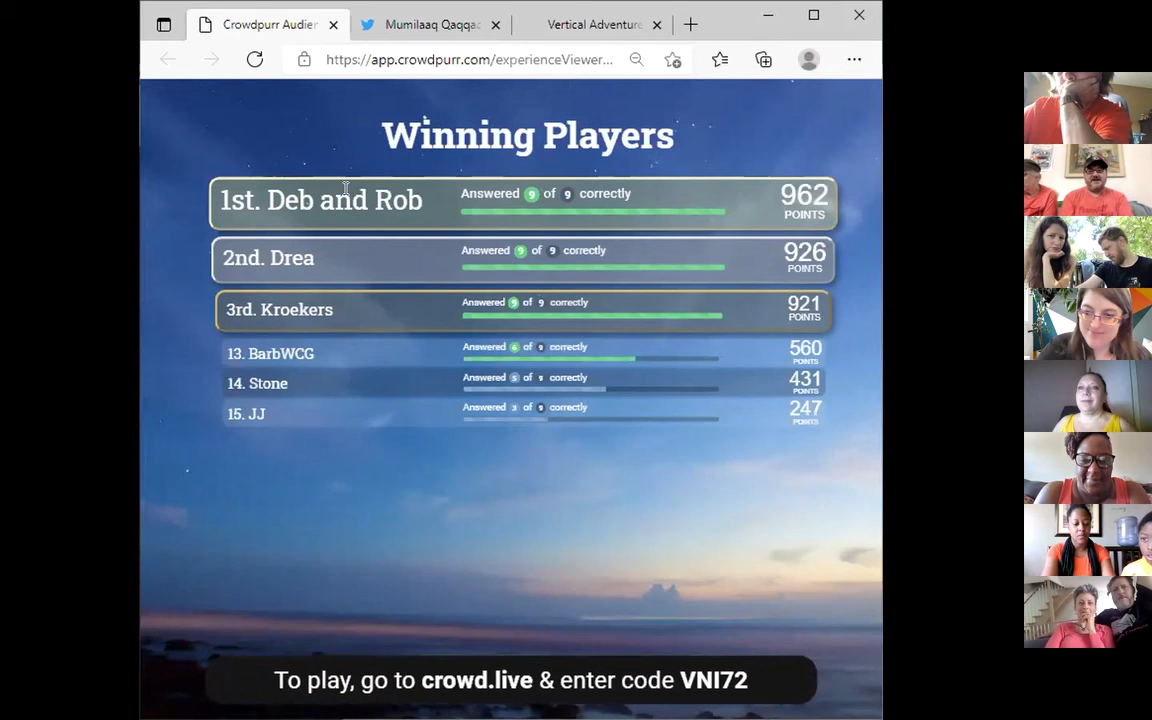 Crowdpurr Audien
Mumilaaq Qaqqaq
Vertical Adventure
https://app.crowdpurr.com/experienceViewer...
Winning Players
1st. Deb and Rob Answered 9 of 9 correctly 962 POINTS
2nd. Drea Answered 9 of 9 correctly 926 POINTS
3rd. Kroekers Answered 9 of 9 correctly 921 POINTS
13. BarbWCG Answered 6 of 9 correctly 560 POINTS
14. Stone Answered 5 of 9 correctly 431 POINTS
15. JJ Answered 3 of 9 correctly 247 POINTS
To play, go to crowd.live & enter code VNI72